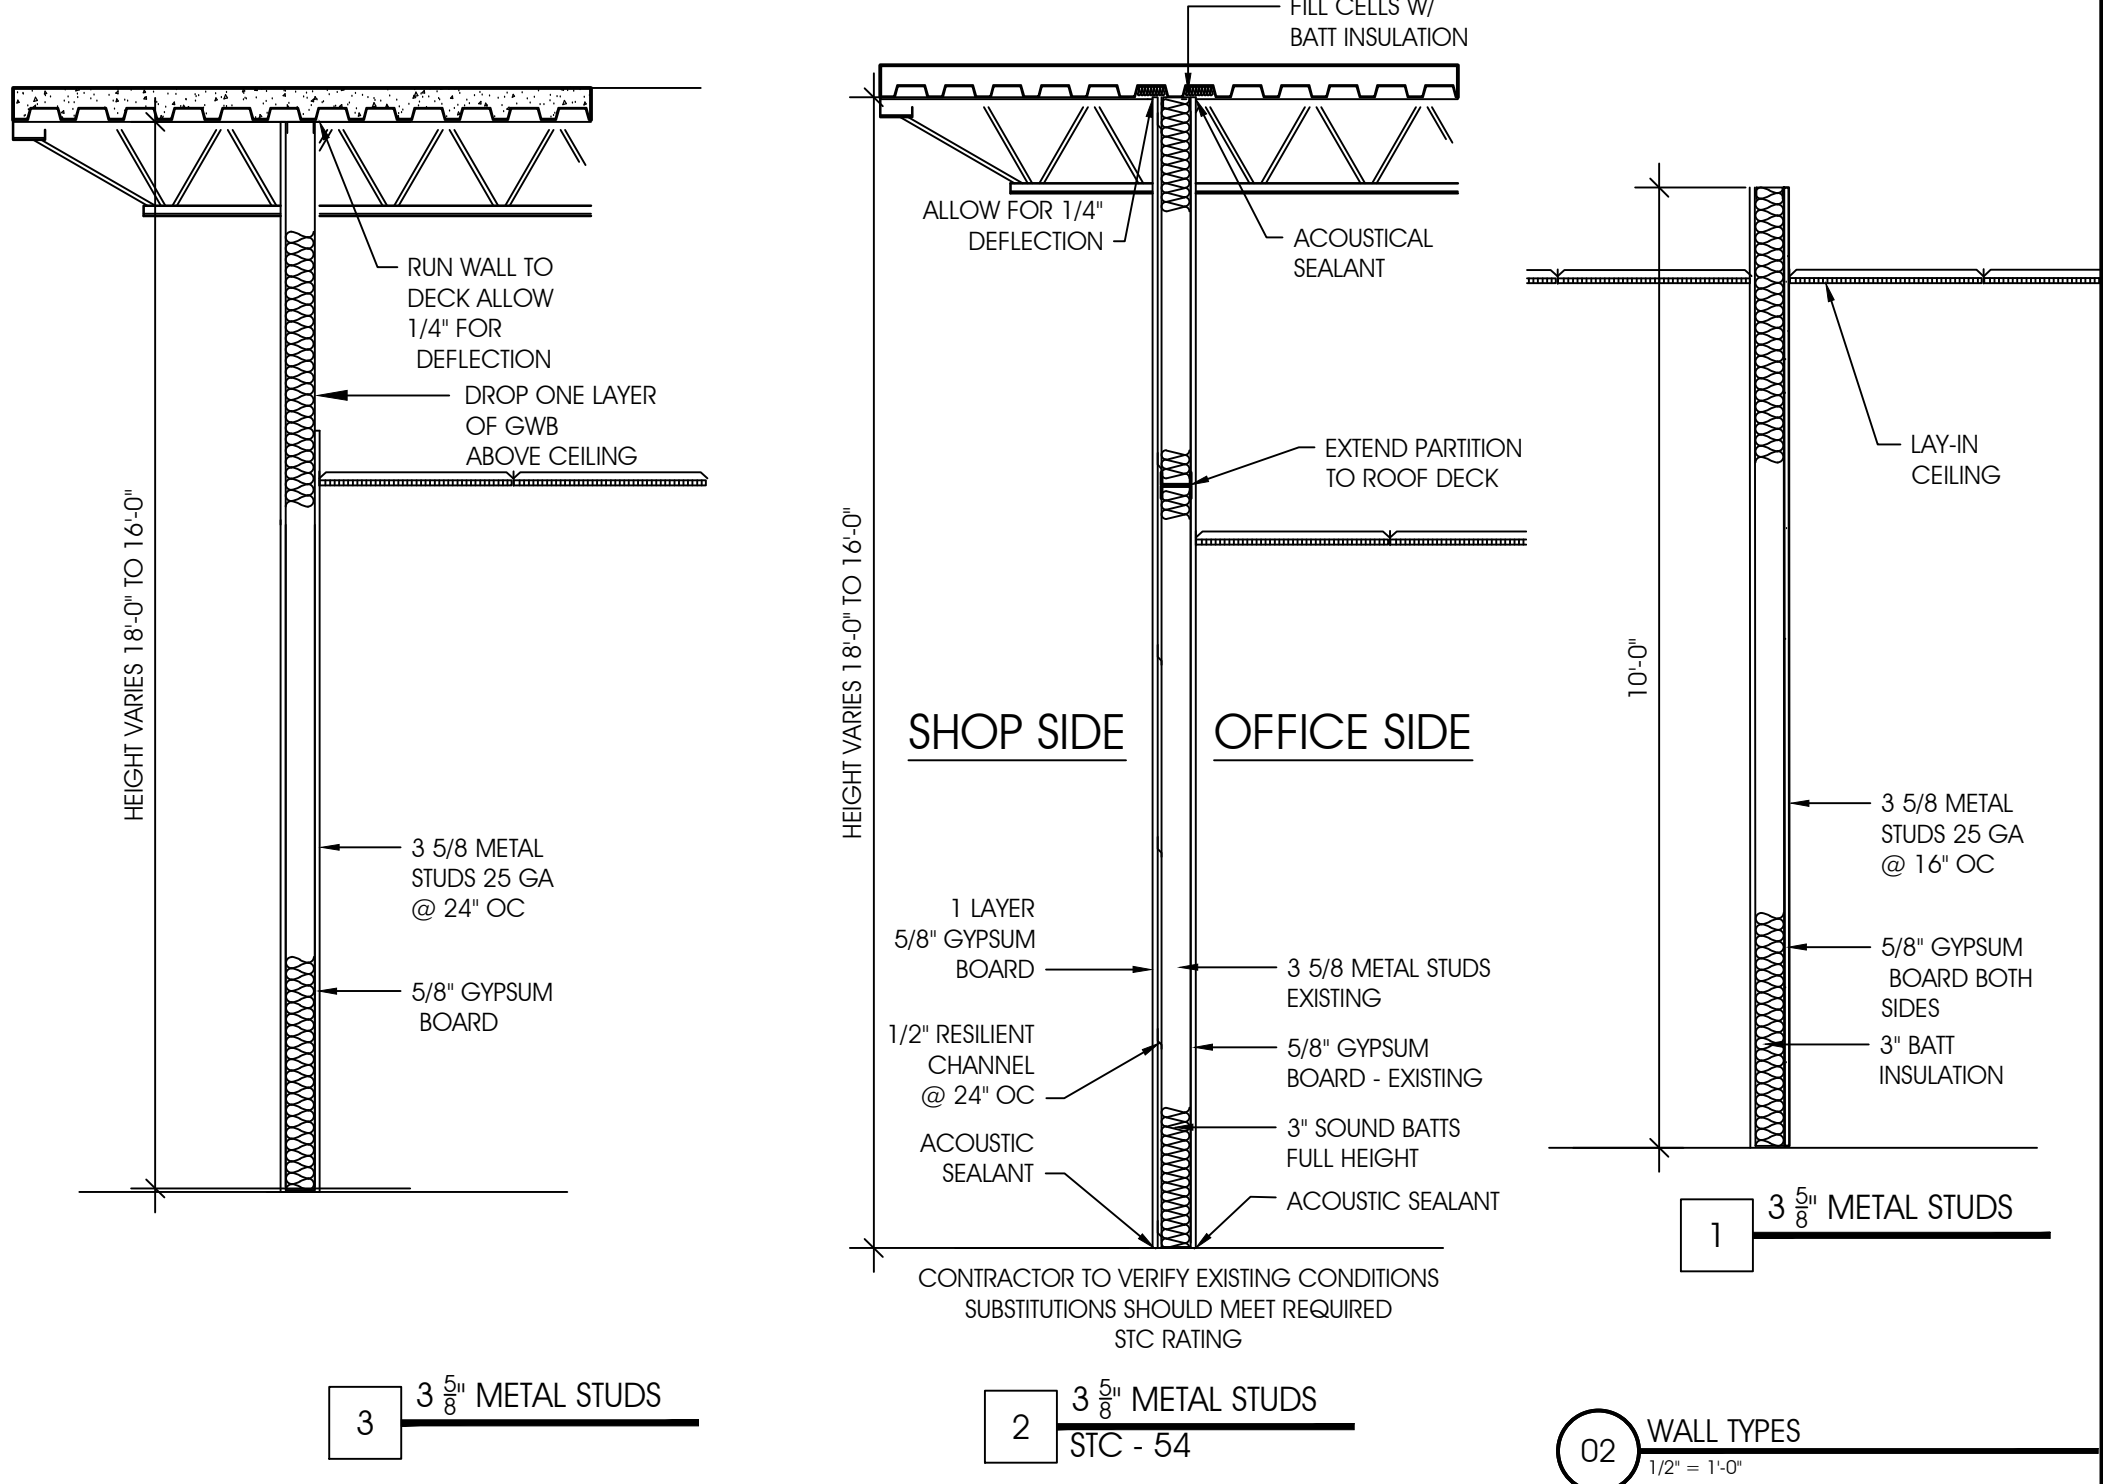 HEIGHT VARIES 18'-0" TO 16'-0"
RUN WALL TO
DECK ALLOW
1/4" FOR
DEFLECTION
DROP ONE LAYER
OF GWB
ABOVE CEILING
3 5/8 METAL
STUDS 25 GA
@ 24" OC
5/8" GYPSUM
BOARD
3 3 5/8" METAL STUDS
FILL CELLS W/
BATT INSULATION
ALLOW FOR 1/4"
DEFLECTION
ACOUSTICAL
SEALANT
EXTEND PARTITION
TO ROOF DECK
HEIGHT VARIES 18'-0" TO 16'-0"
SHOP SIDE
OFFICE SIDE
1 LAYER
5/8" GYPSUM
BOARD
1/2" RESILIENT
CHANNEL
@ 24" OC
ACOUSTIC
SEALANT
3 5/8 METAL STUDS
EXISTING
5/8" GYPSUM
BOARD - EXISTING
3" SOUND BATTS
FULL HEIGHT
ACOUSTIC SEALANT
CONTRACTOR TO VERIFY EXISTING CONDITIONS
SUBSTITUTIONS SHOULD MEET REQUIRED
STC RATING
2 3 5/8" METAL STUDS
STC - 54
10'-0"
LAY-IN
CEILING
3 5/8 METAL
STUDS 25 GA
@ 16" OC
5/8" GYPSUM
BOARD BOTH
SIDES
3" BATT
INSULATION
1 3 5/8" METAL STUDS
02 WALL TYPES
1/2" = 1'-0"